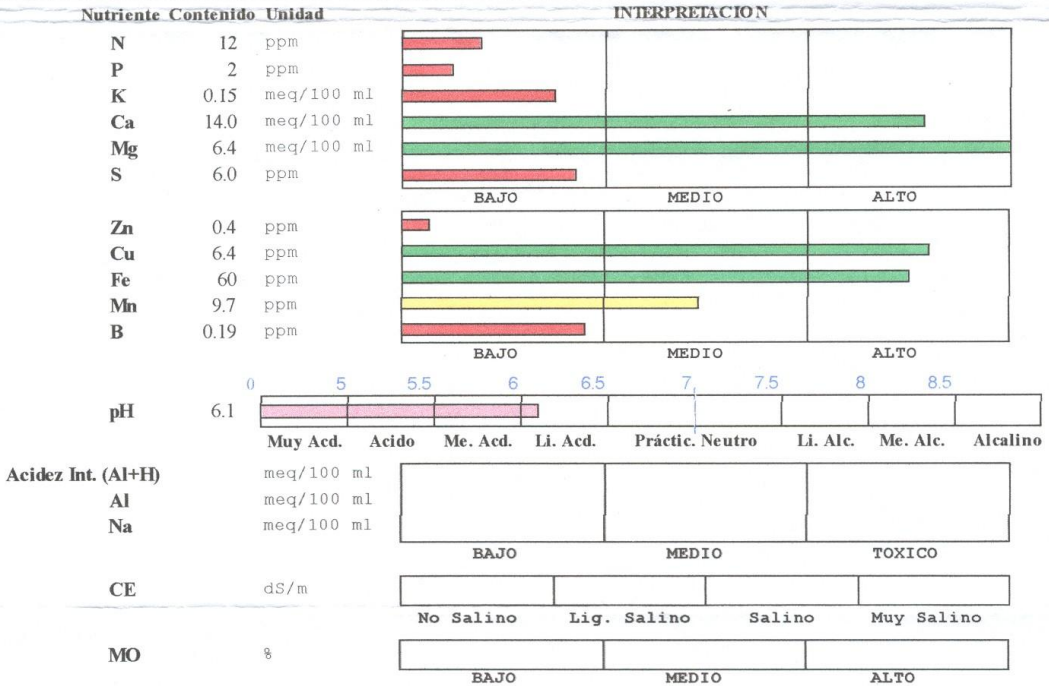 Nutriente Contenido Unidad INTERPRETACION
N 12 ppm
P 2 ppm
K 0.15 meq/100 ml
Ca 14.0 meq/100 ml
Mg 6.4 meq/100 ml
S 6.0 ppm
BAJO MEDIO ALTO
Zn 0.4 ppm
Cu 6.4 ppm
Fe 60 ppm
Mn 9.7 ppm
B 0.19 ppm
BAJO MEDIO ALTO
0 5 5.5 6 6.5 7 7.5 8 8.5
pH 6.1
Muy Acd. Acido Me. Acd. Li. Acd. Práctic. Neutro Li. Alc. Me. Alc. Alcalino
Acidez Int. (Al+H) meq/100 ml
Al meq/100 ml
Na meq/100 ml
BAJO MEDIO TOXICO
CE dS/m
No Salino Lig. Salino Salino Muy Salino
MO %
BAJO MEDIO ALTO